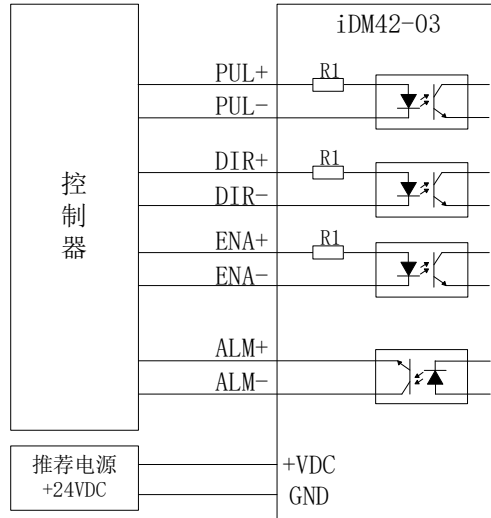 iDM42-03
PUL+
R1
PUL-
DIR+
R1
DIR-
ENA+
R1
ENA-
ALM+
ALM-
控
制
器
推荐电源
+24VDC
+VDC
GND